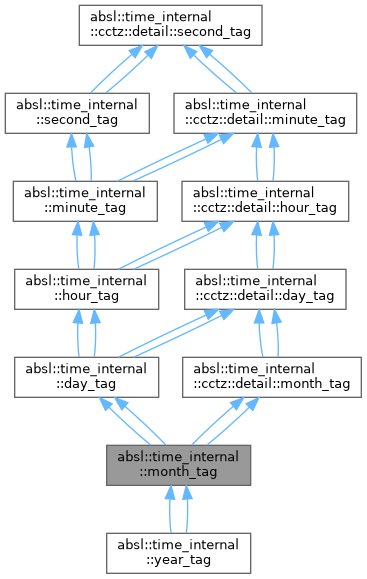 absl::time_internal
::cctz::detail::second_tag
absl::time_internal
::second_tag
absl::time_internal
::cctz::detail::minute_tag
absl::time_internal
::minute_tag
absl::time_internal
::cctz::detail::hour_tag
absl::time_internal
::hour_tag
absl::time_internal
::cctz::detail::day_tag
absl::time_internal
::day_tag
absl::time_internal
::cctz::detail::month_tag
absl::time_internal
::month_tag
absl::time_internal
::year_tag